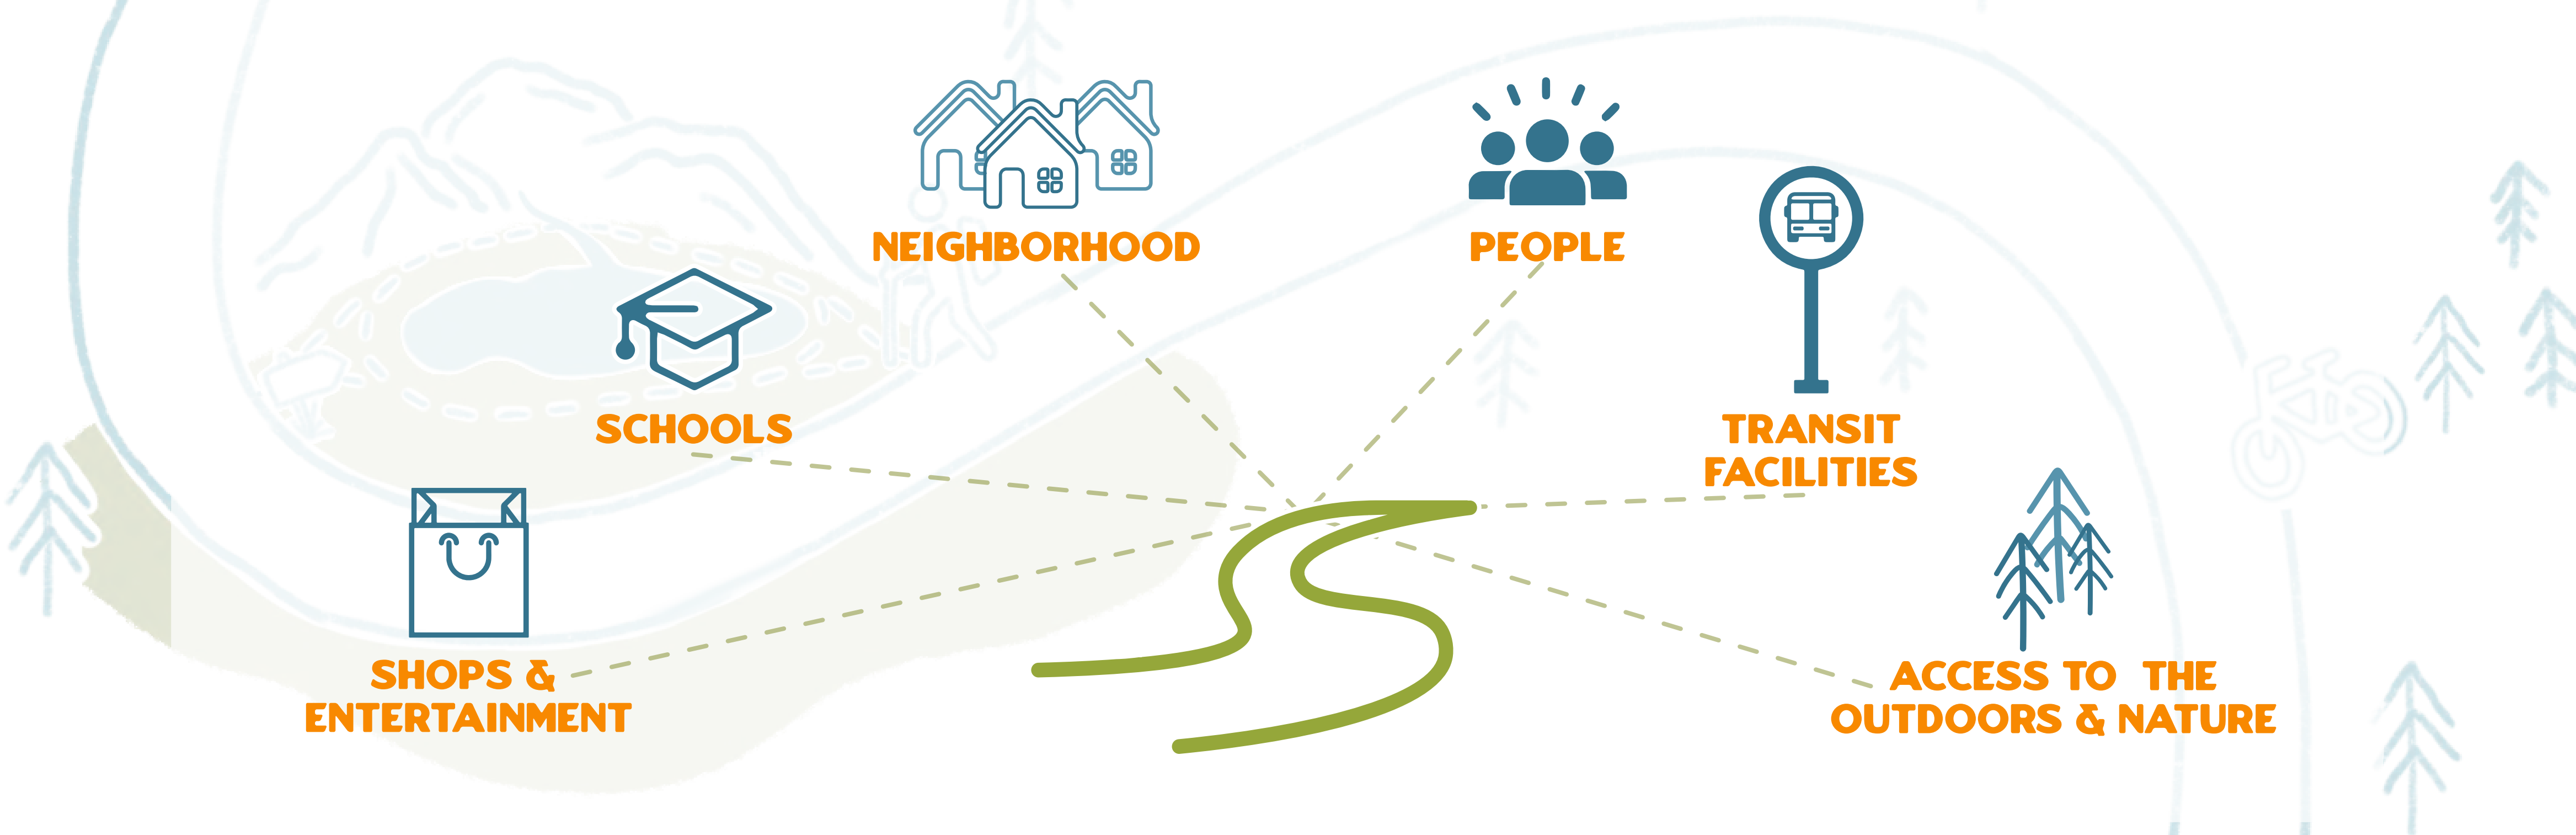 NEIGHBORHOOD
PEOPLE
SCHOOLS
TRANSIT
FACILITIES
SHOPS &
ENTERTAINMENT
ACCESS TO THE
OUTDOORS & NATURE